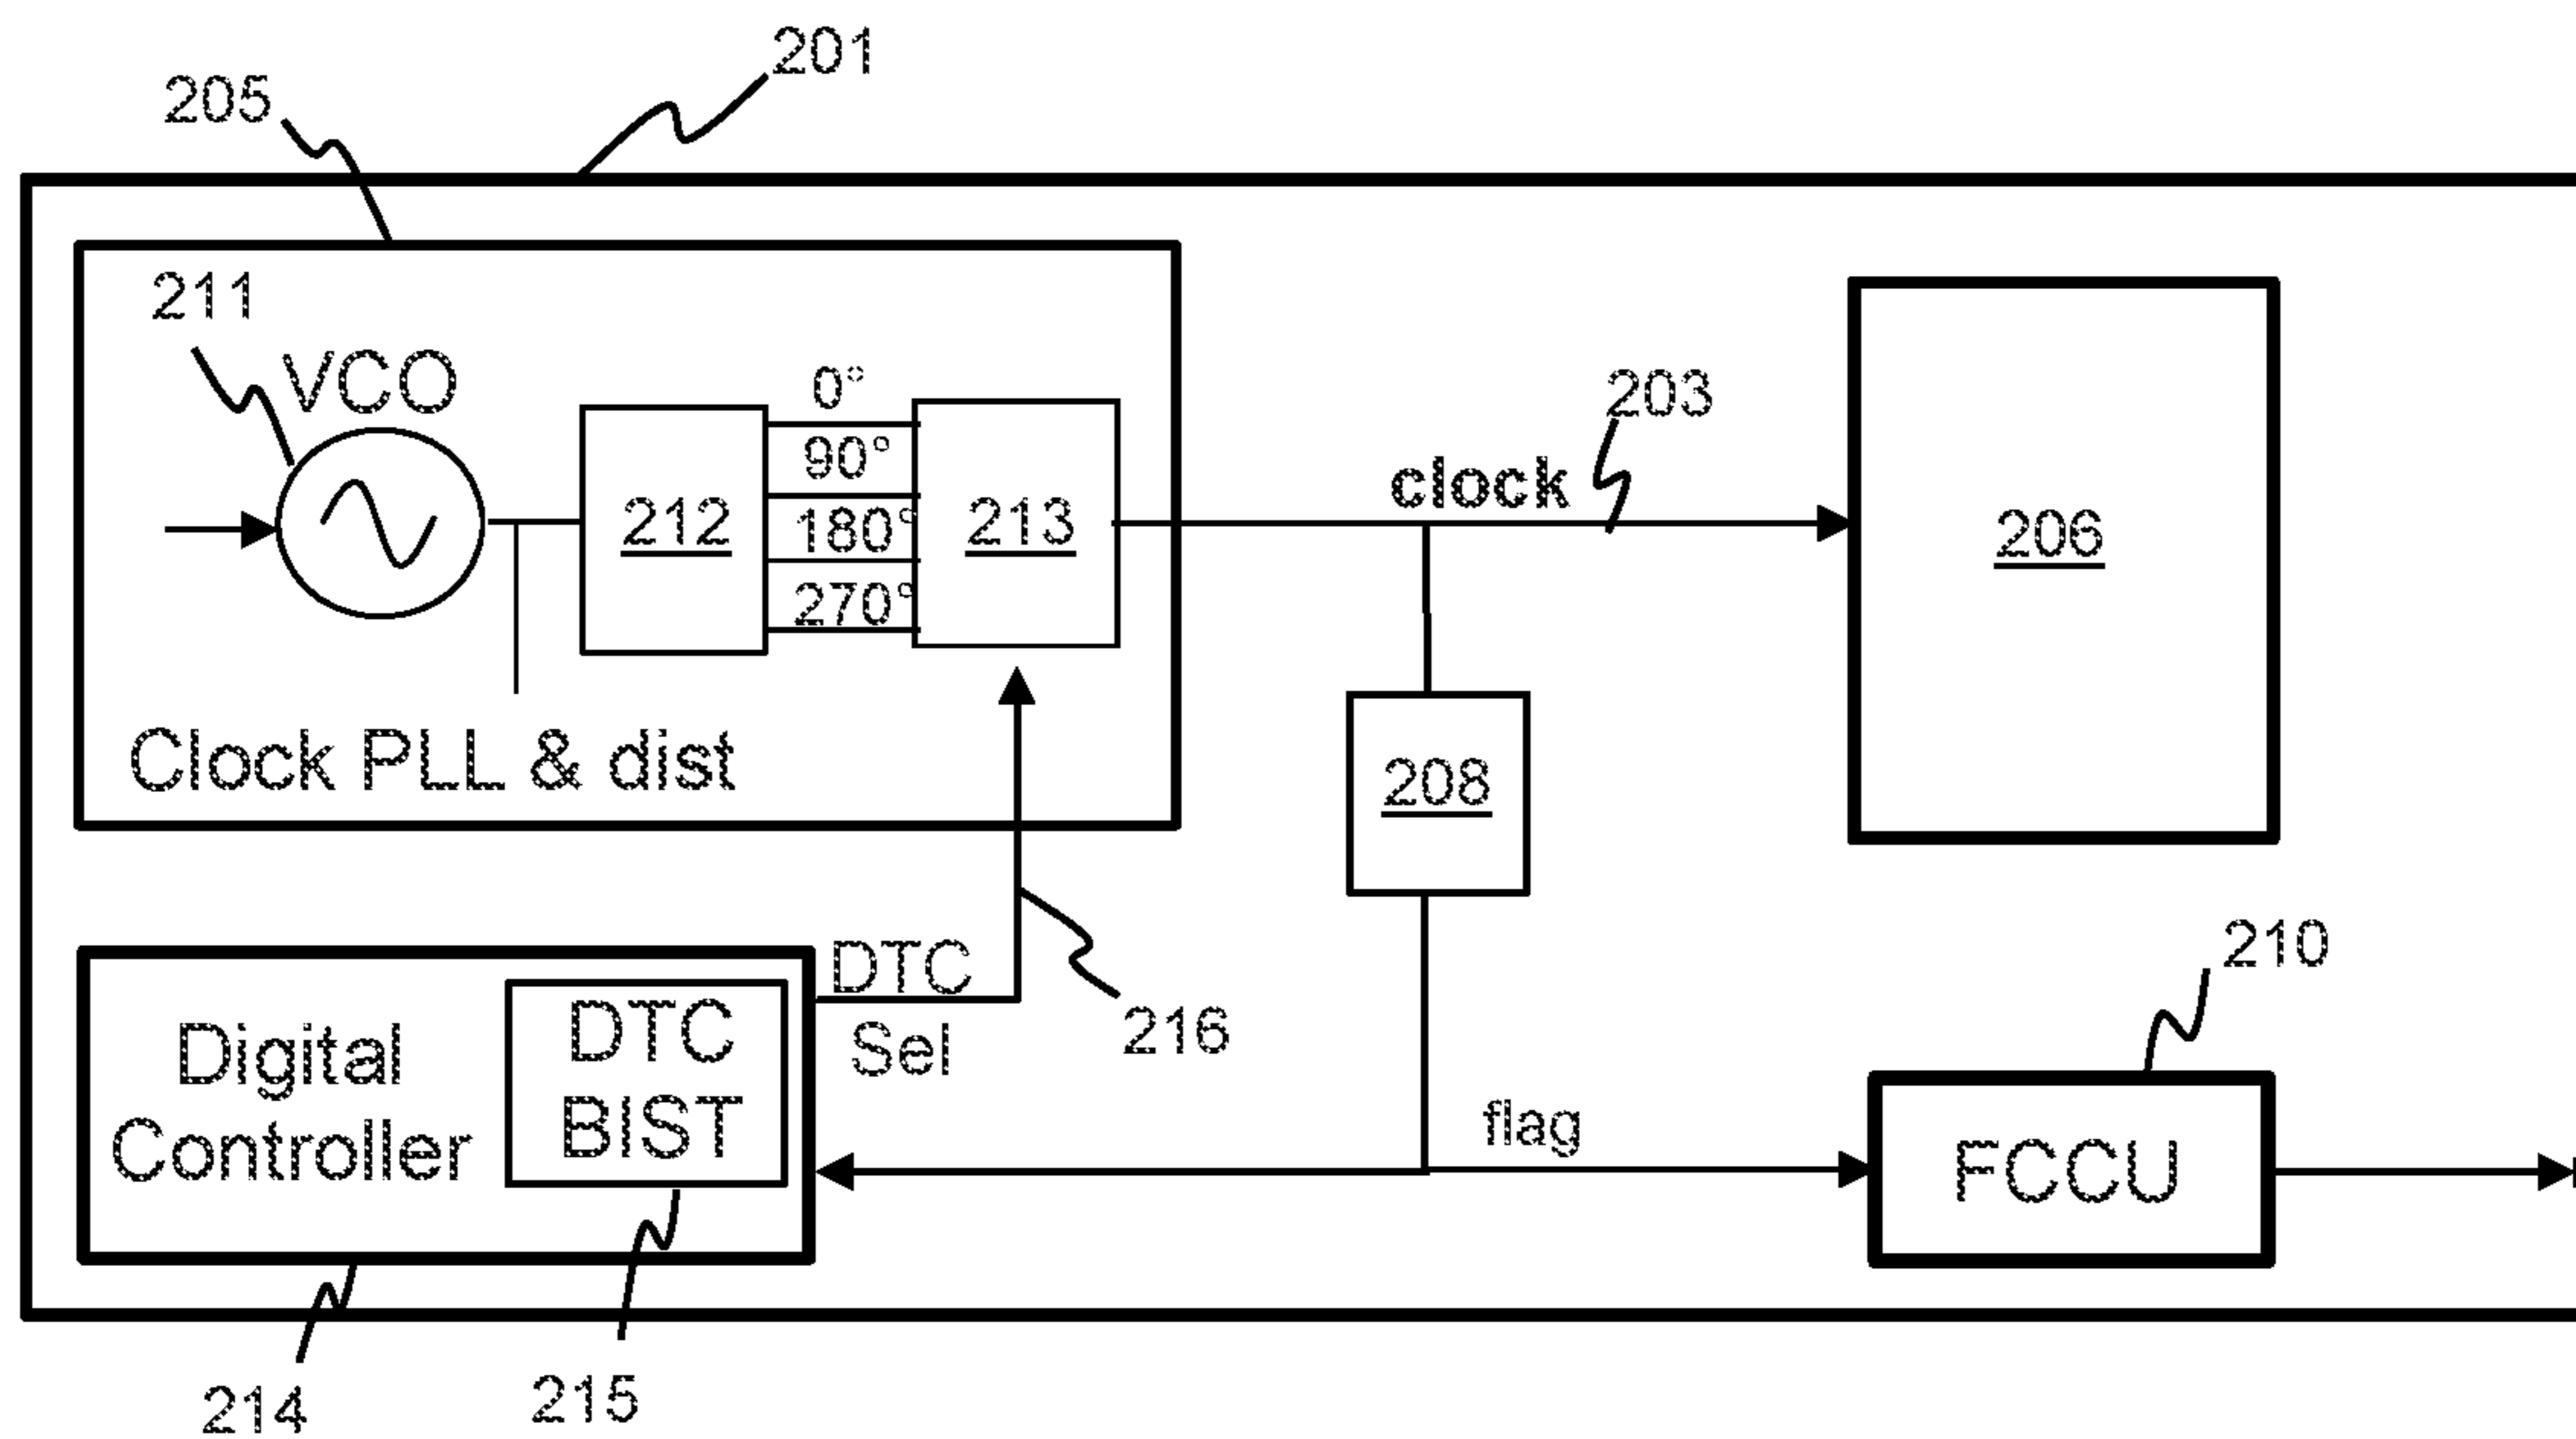 201
205
211
VCO
0°
90°
180°
270°
212
213
clock
203
206
Clock PLL & dist
208
DTC
Sel
216
210
Digital
Controller
DTC
BIST
flag
FCCU
214
215